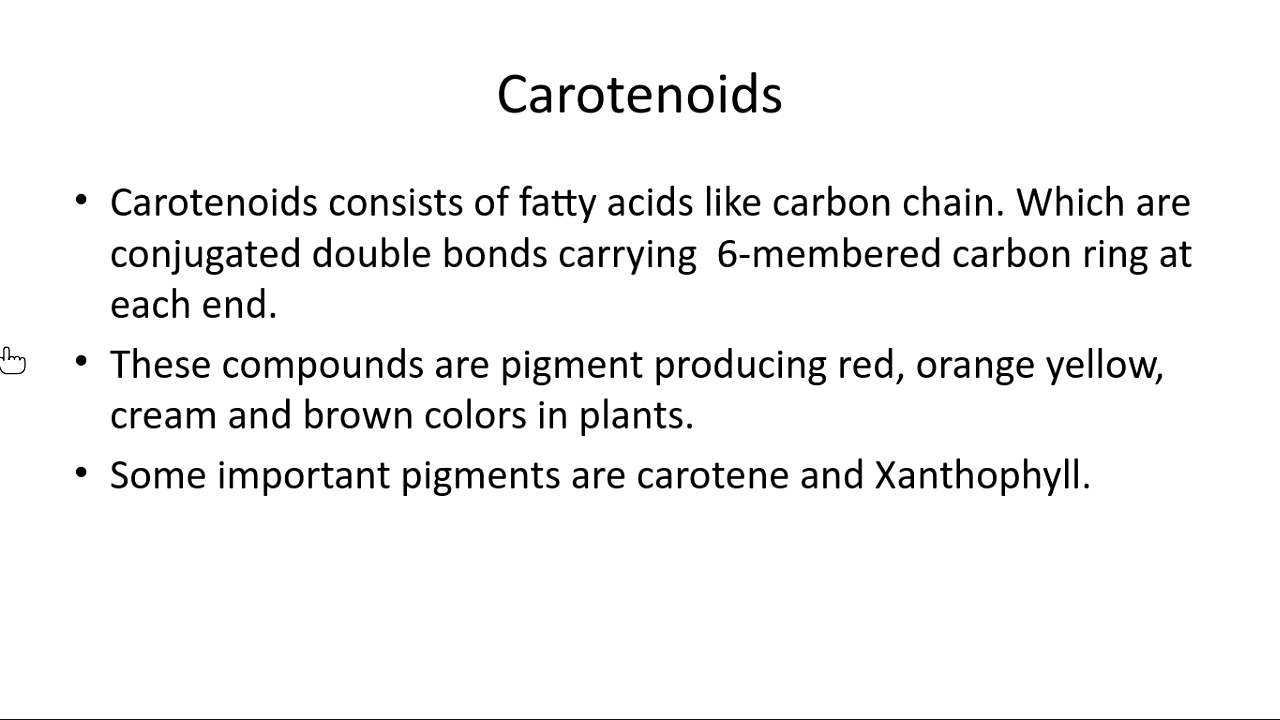 Carotenoids
• Carotenoids consists of fatty acids like carbon chain. Which are
conjugated double bonds carrying  6-membered carbon ring at
each end.
• These compounds are pigment producing red, orange yellow,
cream and brown colors in plants.
• Some important pigments are carotene and Xanthophyll.